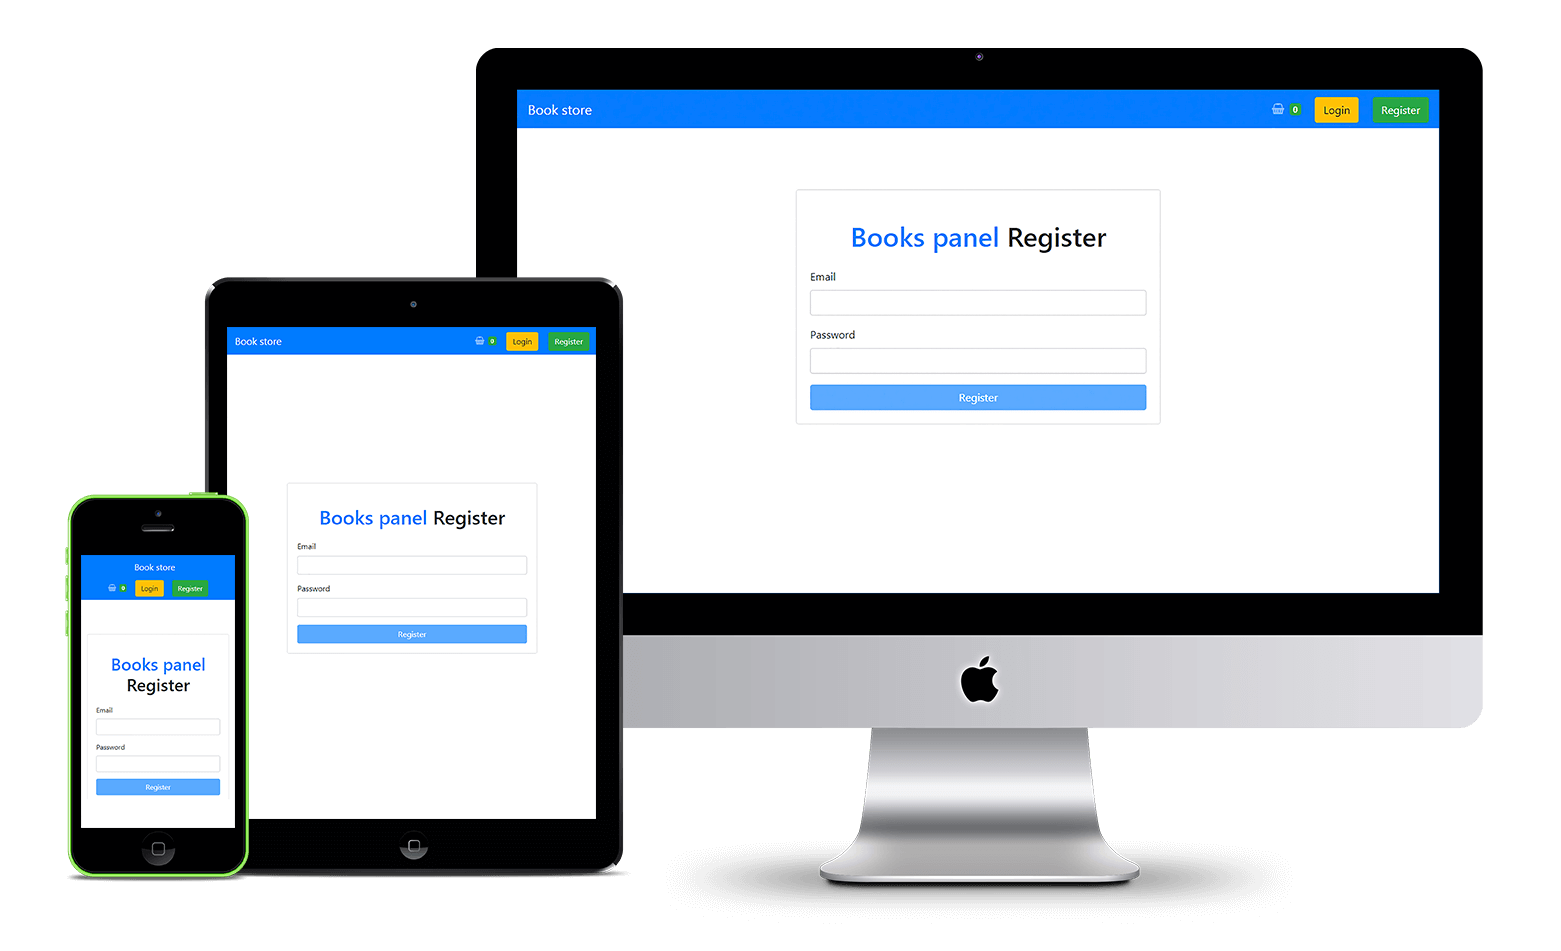 Book store 0 Login Register
Books panel Register
Email
Password
Register
Book store 0 Login Register
Books panel Register
Email
Password
Register
Book store
0 Login Register
Books panel
Register
Email
Password
Register